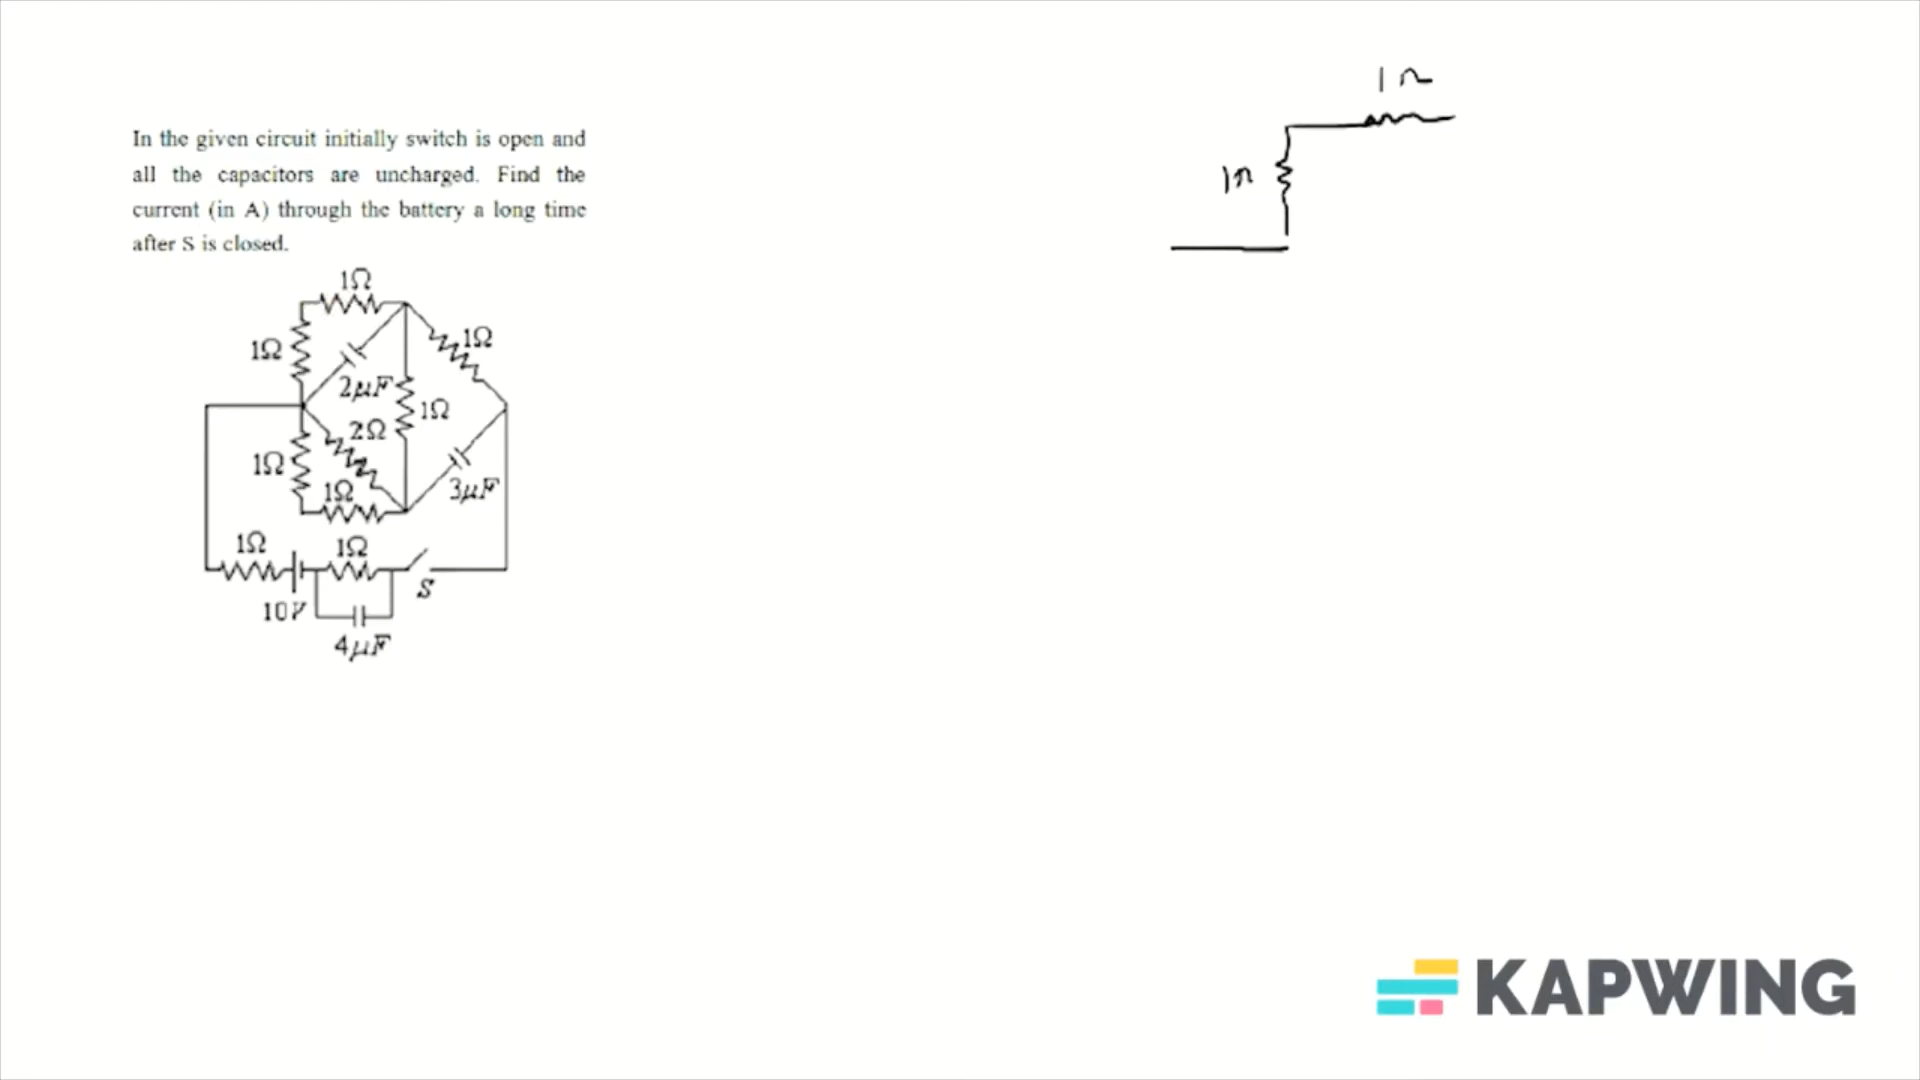 In the given circuit initially switch is open and
all the capacitors are uncharged. Find the
current (in A) through the battery a long time
after S is closed.
1Ω
1Ω
1Ω
2μF
1Ω
2Ω
1Ω
1Ω
3μF
1Ω
1Ω
S
10V
4μF
1Ω
1Ω
KAPWING